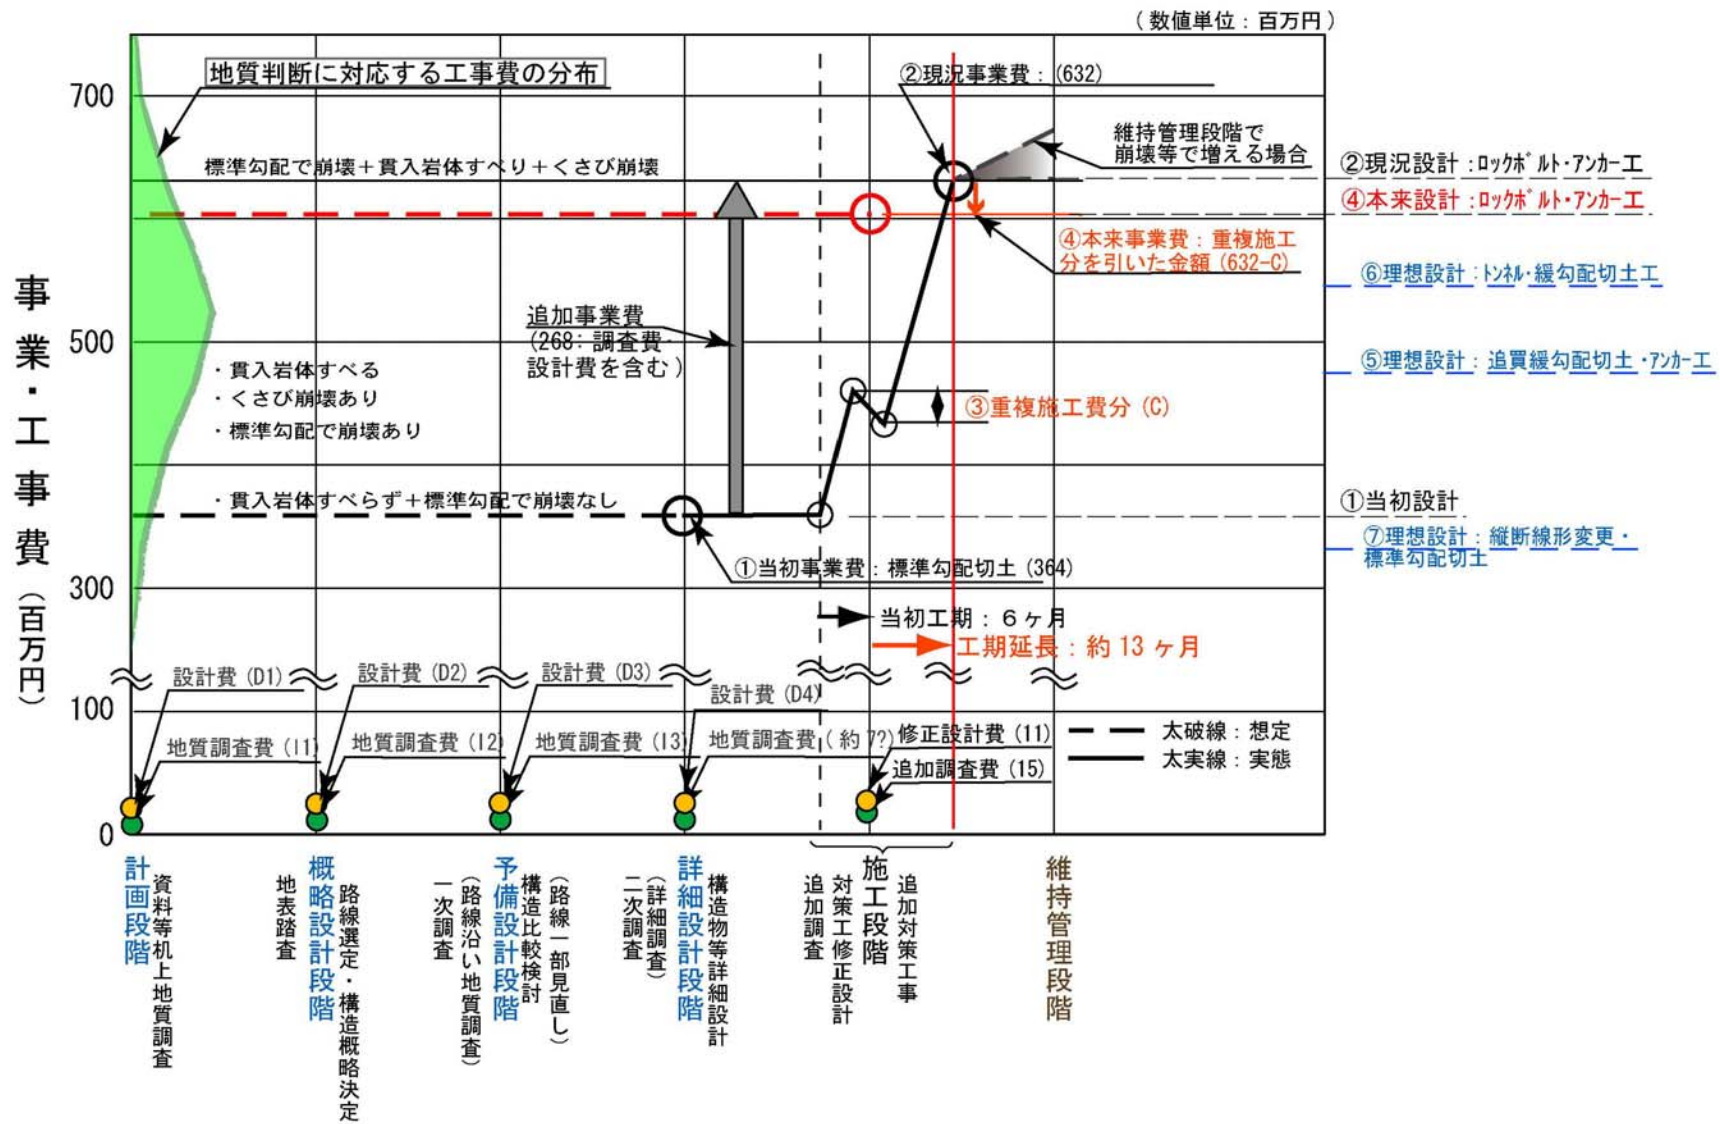 (数値単位:百万円)
地質判断に対応する工事費の分布
②現況事業費:(632)
700
維持管理段階で
崩壊等で増える場合
標準勾配で崩壊+貫入岩体すべり+くさび崩壊
②現況設計:ロックボルト・アンカー工
④本来設計:ロックボルト・アンカー工
④本来事業費:重複施工
分を引いた金額(632-C)
⑥理想設計:トンネル・緩勾配切土工
追加事業費
(268:調査費・
設計費を含む)
500
⑤理想設計:追買緩勾配切土・アンカー工
・貫入岩体すべる
・くさび崩壊あり
・標準勾配で崩壊あり
③重複施工費分(C)
・貫入岩体すべらず+標準勾配で崩壊なし
①当初設計
⑦理想設計:縦断線形変更・
標準勾配切土
①当初事業費:標準勾配切土(364)
300
当初工期:6ヶ月
工期延長:約13ヶ月
事業・工事費(百万円)
設計費(D1)
設計費(D2)
設計費(D3)
設計費(D4)
100
地質調査費(I1)
地質調査費(I2)
地質調査費(I3)
地質調査費(約7?)
修正設計費(11)
追加調査費(15)
太破線:想定
太実線:実態
0
計画段階
資料等机上地質調査
地表踏査
概略設計段階
路線選定・構造概略決定
一次調査
(路線沿い地質調査)
予備設計段階
構造比較検討
(路線一部見直し)
二次調査
(詳細調査)
詳細設計段階
構造物等詳細設計
追加調査
対策工修正設計
施工段階
追加対策工事
維持管理段階